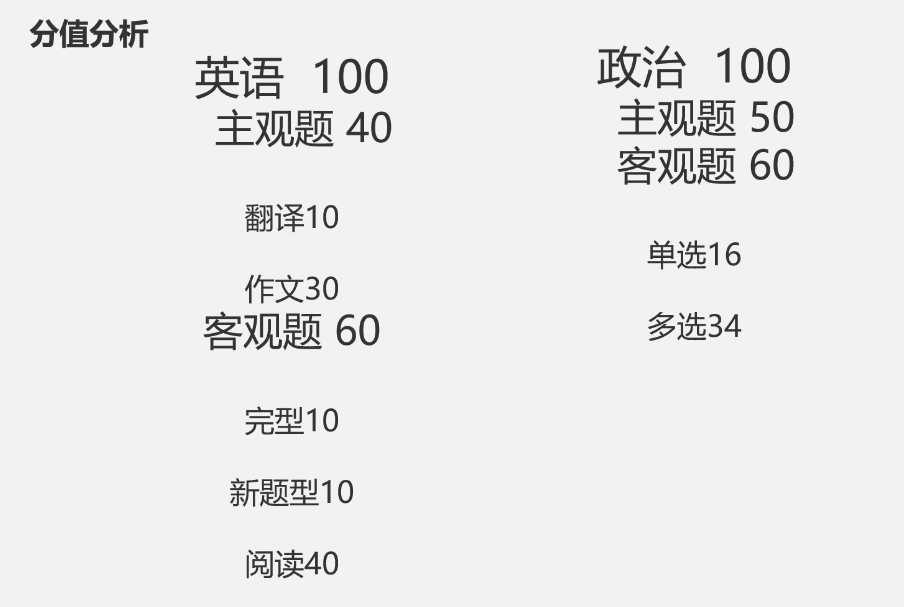 分值分析
英语 100
主观题 40
翻译10
作文30
客观题 60
完型10
新题型10
阅读40
政治 100
主观题 50
客观题 60
单选16
多选34